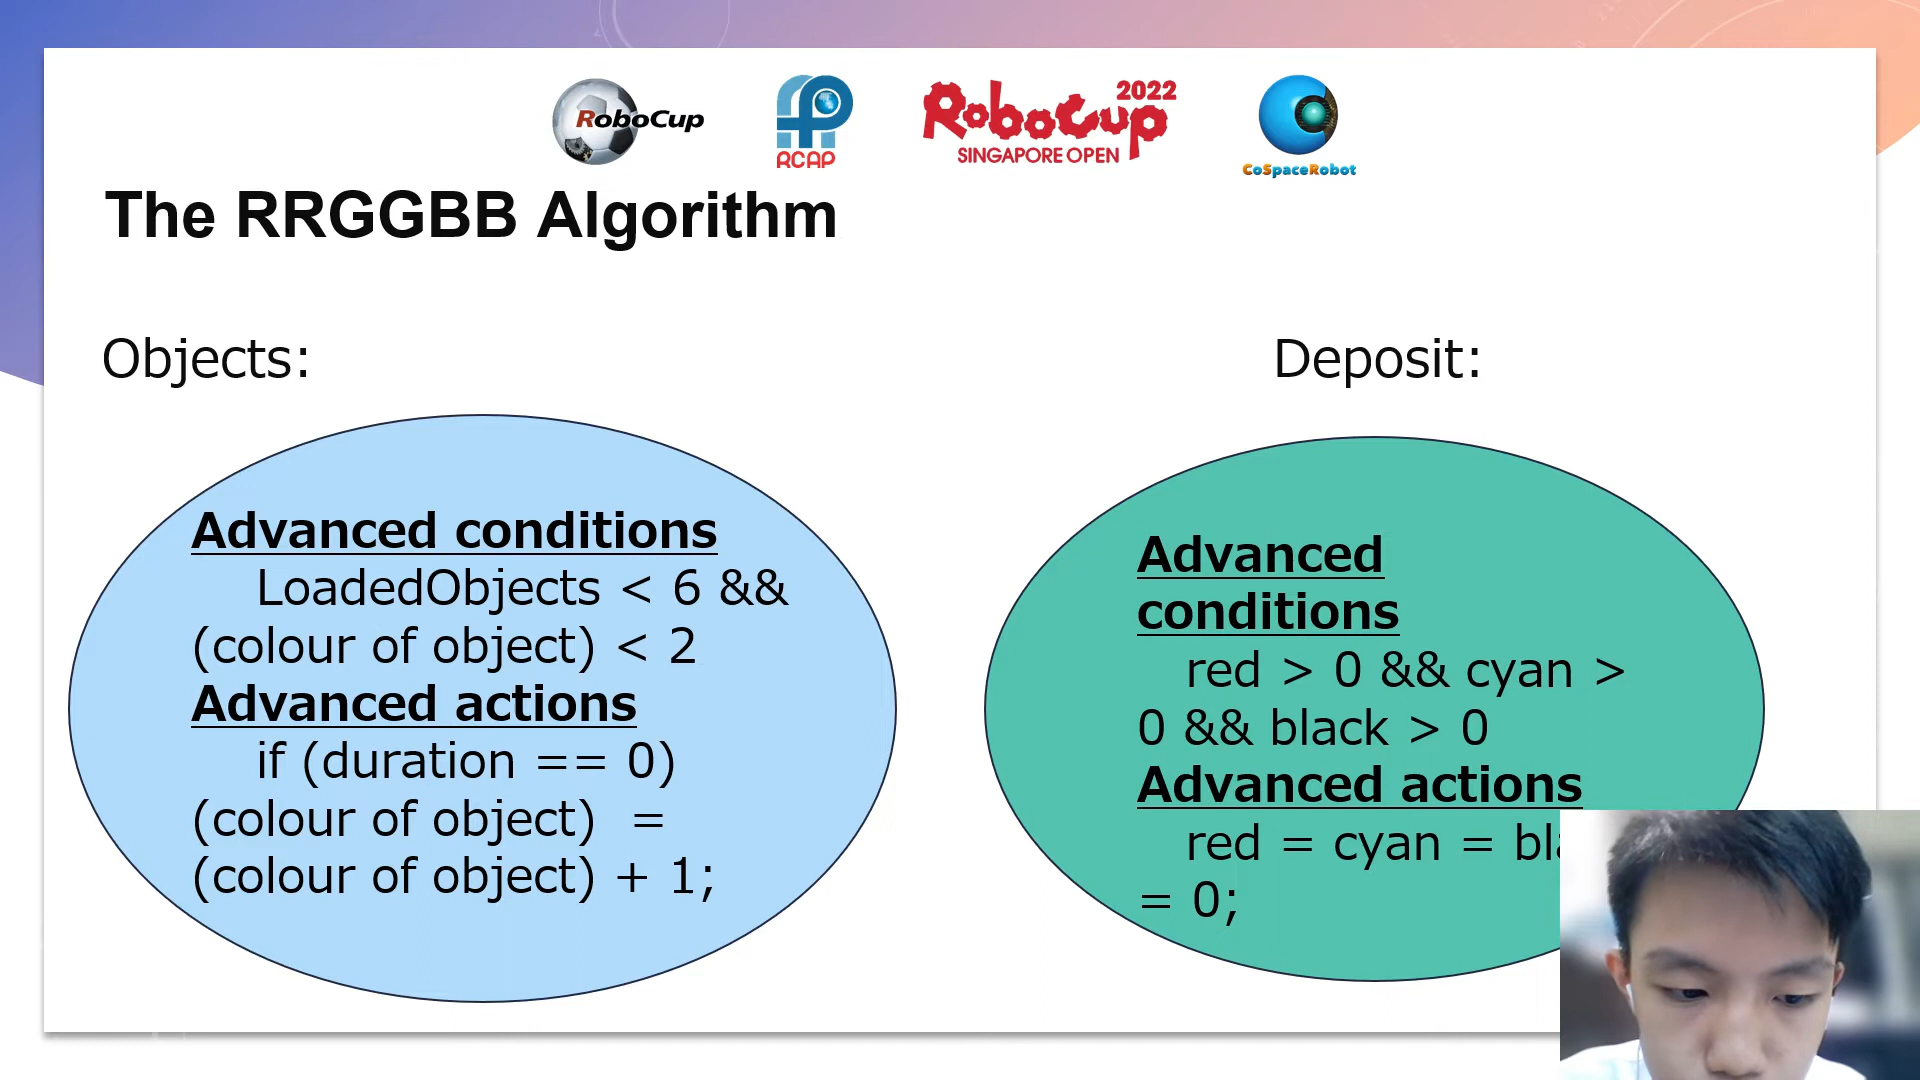 RoboCup
RCAP
RoboCup 2022
SINGAPORE OPEN
CoSpaceRobot
The RRGGBB Algorithm
Objects:
Advanced conditions
LoadedObjects < 6 &&
(colour of object) < 2
Advanced actions
if (duration == 0)
(colour of object) =
(colour of object) + 1;
Deposit:
Advanced
conditions
red > 0 && cyan >
0 && black > 0
Advanced actions
red = cyan =
= 0;